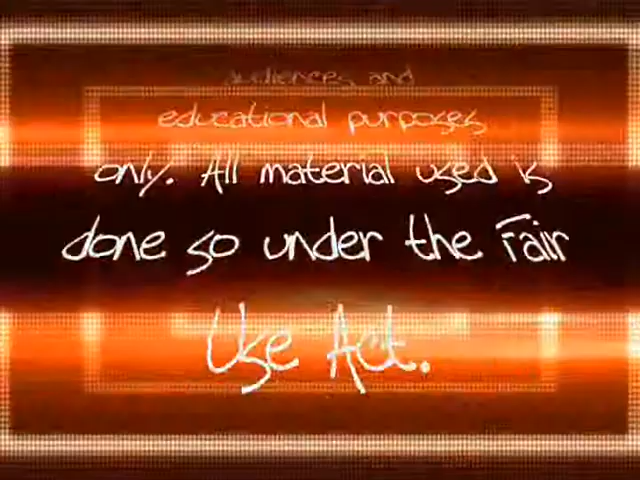 audiences and
educational purposes
only. All material used is
done so under the Fair
Use Act.